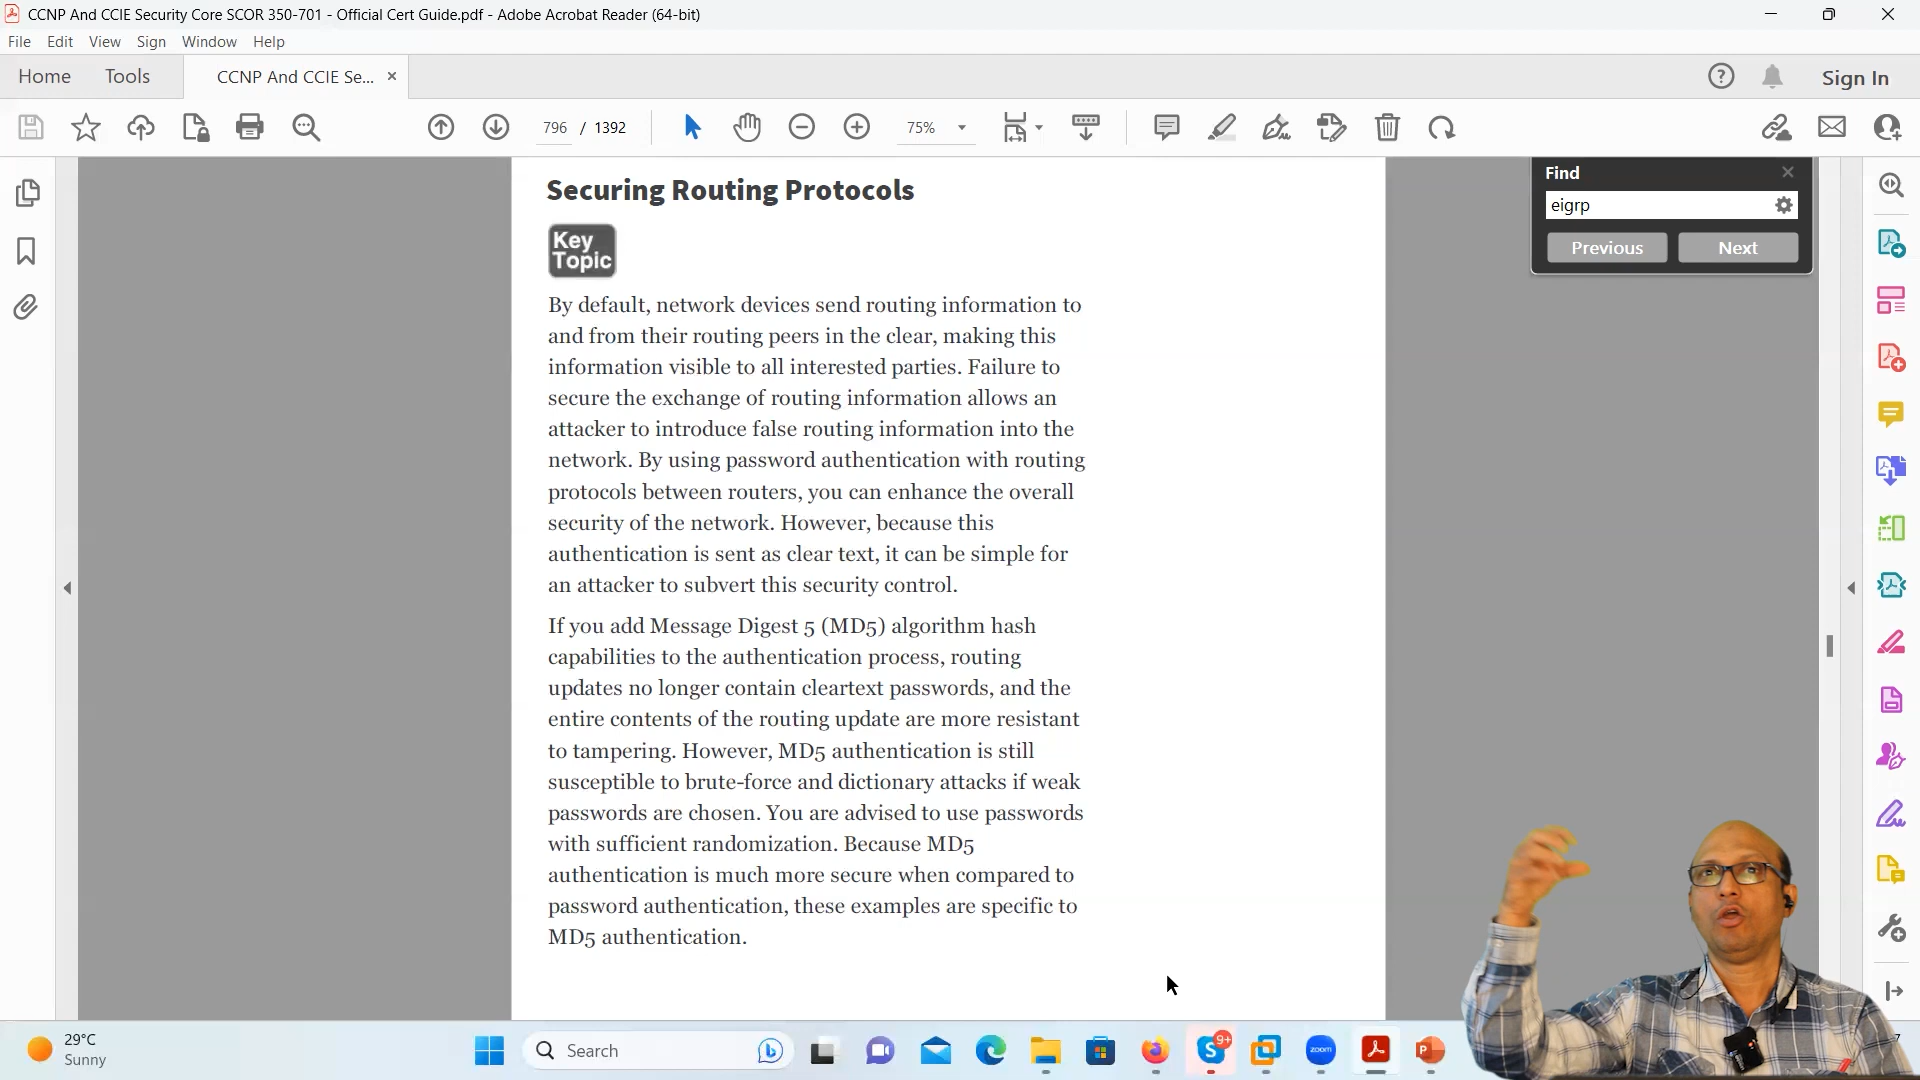 CCNP And CCIE Security Core SCOR 350-701 - Official Cert Guide.pdf - Adobe Acrobat Reader (64-bit)
File Edit View Sign Window Help
Home Tools CCNP And CCIE Se... Sign In
796 / 1392 75%
Find
eigrp
Previous Next
Securing Routing Protocols
Key
Topic
By default, network devices send routing information to
and from their routing peers in the clear, making this
information visible to all interested parties. Failure to
secure the exchange of routing information allows an
attacker to introduce false routing information into the
network. By using password authentication with routing
protocols between routers, you can enhance the overall
security of the network. However, because this
authentication is sent as clear text, it can be simple for
an attacker to subvert this security control.
If you add Message Digest 5 (MD5) algorithm hash
capabilities to the authentication process, routing
updates no longer contain cleartext passwords, and the
entire contents of the routing update are more resistant
to tampering. However, MD5 authentication is still
susceptible to brute-force and dictionary attacks if weak
passwords are chosen. You are advised to use passwords
with sufficient randomization. Because MD5
authentication is much more secure when compared to
password authentication, these examples are specific to
MD5 authentication.
29°C
Sunny
Search
9+
zoom